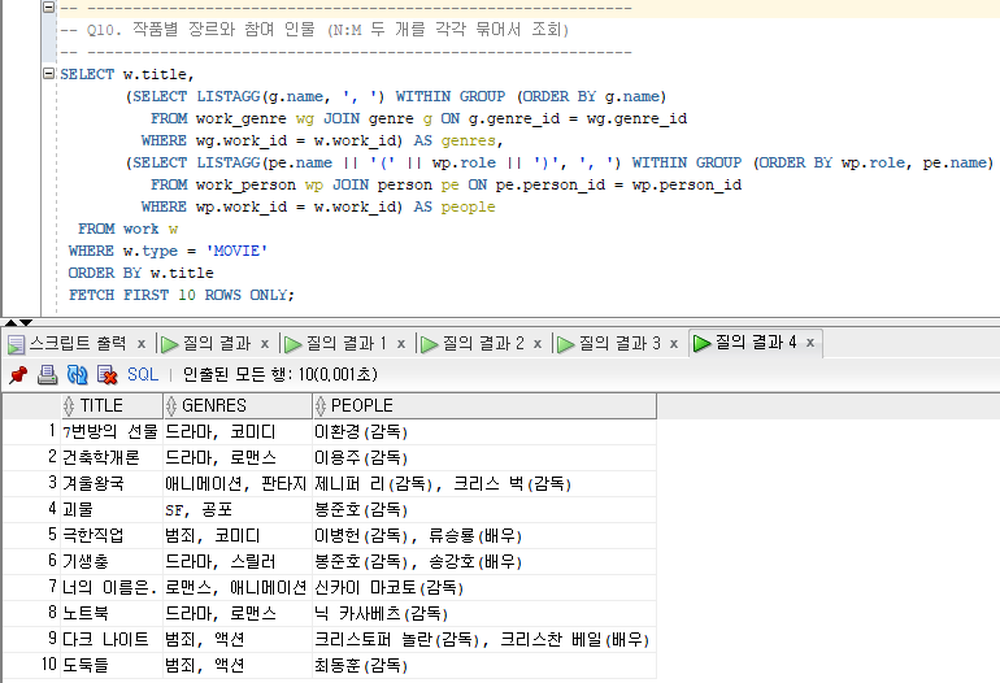 -- ------------------------------------------------------------
-- Q10. 작품별 장르와 참여 인물 (N:M 두 개를 각각 묶어서 조회)
-- ------------------------------------------------------------
SELECT w.title,
(SELECT LISTAGG(g.name, ', ') WITHIN GROUP (ORDER BY g.name)
FROM work_genre wg JOIN genre g ON g.genre_id = wg.genre_id
WHERE wg.work_id = w.work_id) AS genres,
(SELECT LISTAGG(pe.name || '(' || wp.role || ')', ', ') WITHIN GROUP (ORDER BY wp.role, pe.name)
FROM work_person wp JOIN person pe ON pe.person_id = wp.person_id
WHERE wp.work_id = w.work_id) AS people
FROM work w
WHERE w.type = 'MOVIE'
ORDER BY w.title
FETCH FIRST 10 ROWS ONLY;
스크립트 출력 x 질의 결과 x 질의 결과 1 x 질의 결과 2 x 질의 결과 3 x 질의 결과 4 x
SQL | 인출된 모든 행: 10(0,001초)
TITLE GENRES PEOPLE
1 7번방의 선물 드라마, 코미디 이환경(감독)
2 건축학개론 드라마, 로맨스 이용주(감독)
3 겨울왕국 애니메이션, 판타지 제니퍼 리(감독), 크리스 벅(감독)
4 괴물 SF, 공포 봉준호(감독)
5 극한직업 범죄, 코미디 이병헌(감독), 류승룡(배우)
6 기생충 드라마, 스릴러 봉준호(감독), 송강호(배우)
7 너의 이름은. 로맨스, 애니메이션 신카이 마코토(감독)
8 노트북 드라마, 로맨스 닉 카사베츠(감독)
9 다크 나이트 범죄, 액션 크리스토퍼 놀란(감독), 크리스찬 베일(배우)
10 도둑들 범죄, 액션 최동훈(감독)